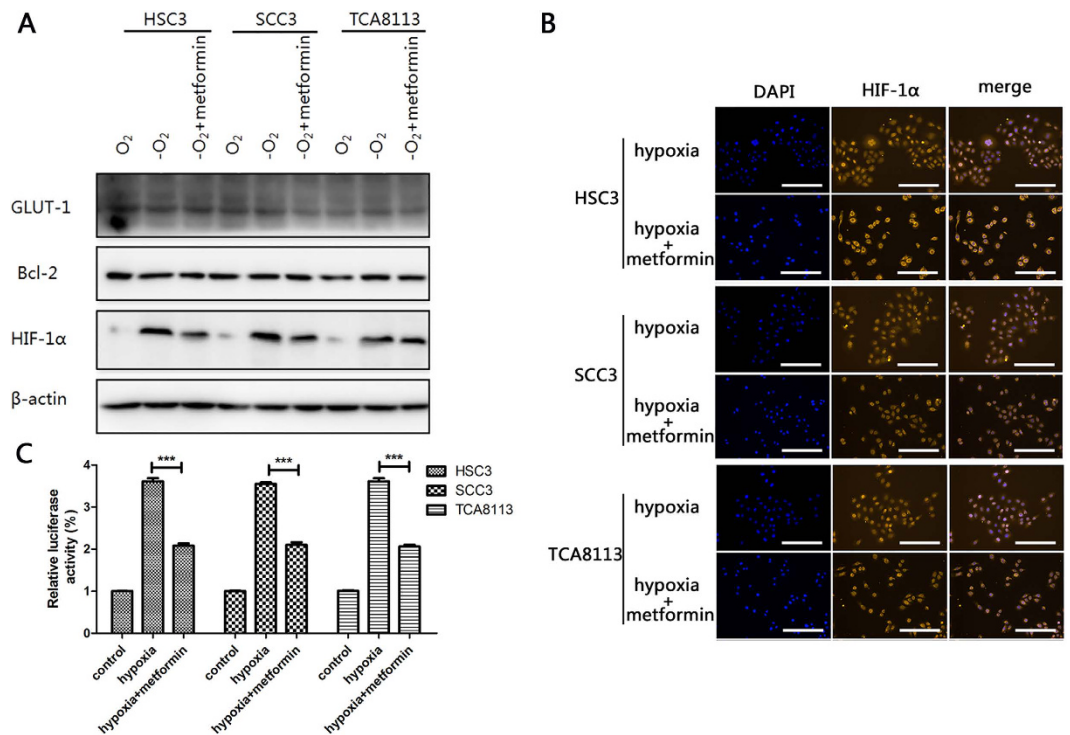 A
HSC3 SCC3 TCA8113
O2 -O2 -O2+metformin O2 -O2 -O2+metformin O2 -O2 -O2+metformin
GLUT-1
Bcl-2
HIF-1α
β-actin
B
DAPI HIF-1α merge
HSC3
hypoxia
hypoxia
+
metformin
SCC3
hypoxia
hypoxia
+
metformin
TCA8113
hypoxia
hypoxia
+
metformin
C
Relative luciferase
activity (%)
5
4
3
2
1
0
*** *** ***
HSC3
SCC3
TCA8113
control hypoxia hypoxia+metformin control hypoxia hypoxia+metformin control hypoxia hypoxia+metformin